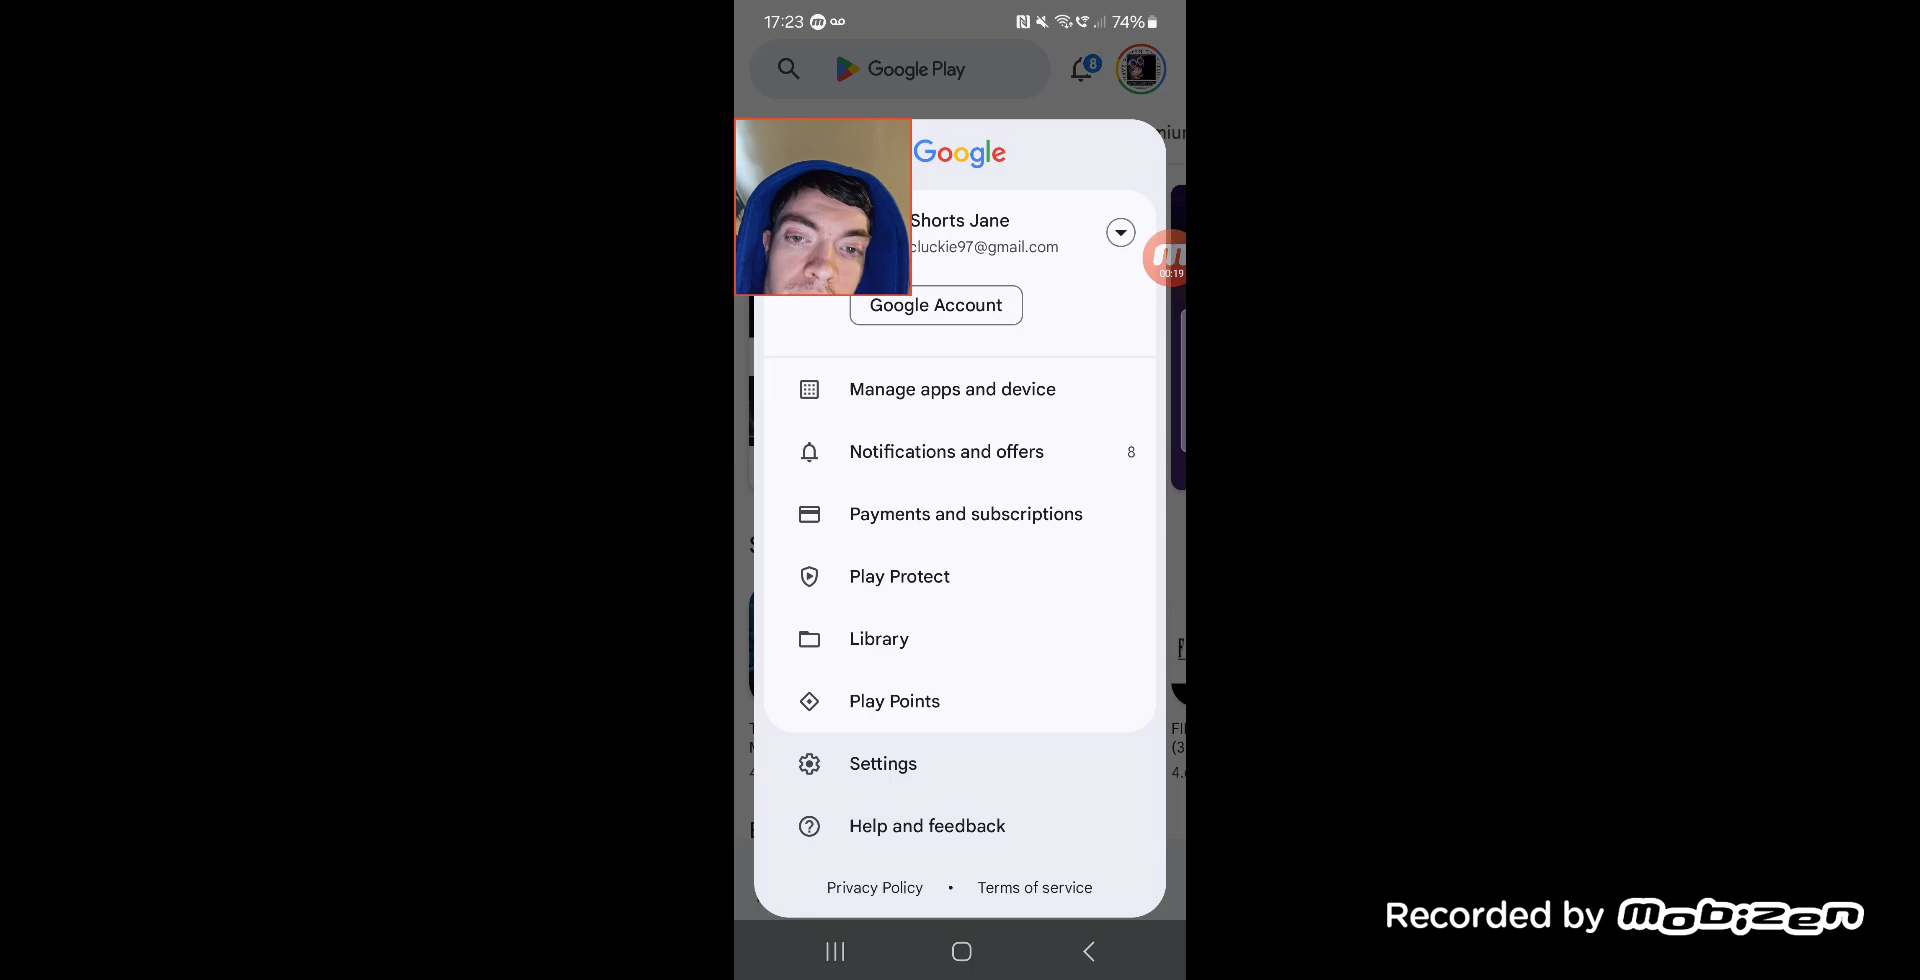 17:23 74%
Google Play 8
Google
Shorts Jane
cluckie97@gmail.com
00:19
Google Account
Manage apps and device
Notifications and offers 8
Payments and subscriptions
Play Protect
Library
Play Points
Settings
Help and feedback
Privacy Policy • Terms of service
Recorded by mobizen